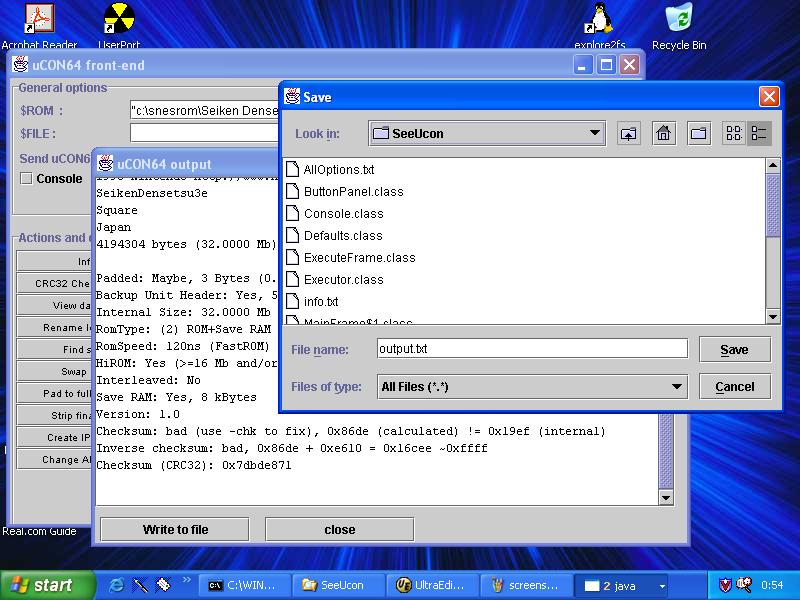 Acrobat Reader
UserPort
explore2fs
Recycle Bin
uCON64 front-end
General options
$ROM :
"c:\snesrom\Seiken Dense
$FILE :
Send uCON6
Console
Actions and
Inf
CRC32 Che
View da
Rename
Find s
Swap
Pad to full
Strip fina
Create IP
Change Al
Real.com Guide
uCON64 output
SeikenDensetsu3e
Square
Japan
4194304 bytes (32.0000 Mb)
Padded: Maybe, 3 Bytes (0.
Backup Unit Header: Yes, 5
Internal Size: 32.0000 Mb
RomType: (2) ROM+Save RAM
RomSpeed: 120ns (FastROM)
HiROM: Yes (>=16 Mb and/or
Interleaved: No
Save RAM: Yes, 8 kBytes
Version: 1.0
Checksum: bad (use -chk to fix), 0x86de (calculated) != 0x19ef (internal)
Inverse checksum: bad, 0x86de + 0xe610 = 0x16cee ~0xffff
Checksum (CRC32): 0x7dbde871
Write to file
close
Save
Look in:
SeeUcon
AllOptions.txt
ButtonPanel.class
Console.class
Defaults.class
ExecuteFrame.class
Executor.class
info.txt
MainFrame$1.class
File name:
output.txt
Save
Files of type:
All Files (*.*)
Cancel
start
C:\WIN...
SeeUcon
UltraEdi...
screens...
2 java
0:54